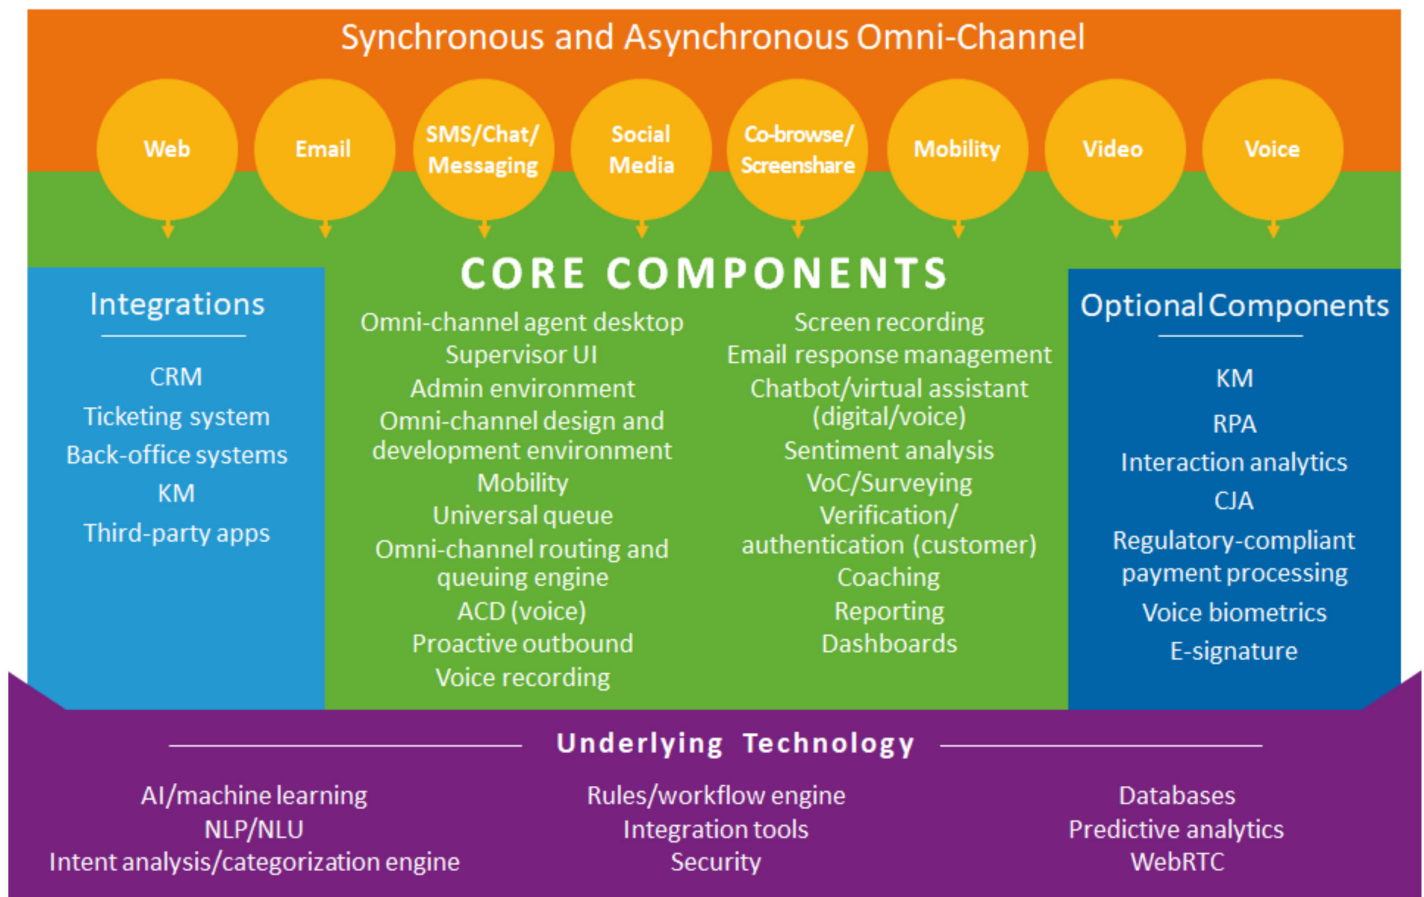 Synchronous and Asynchronous Omni-Channel
Web
Email
SMS/Chat/
Messaging
Social
Media
Co-browse/
Screenshare
Mobility
Video
Voice
CORE COMPONENTS
Integrations
CRM
Ticketing system
Back-office systems
KM
Third-party apps
Omni-channel agent desktop
Supervisor UI
Admin environment
Omni-channel design and
development environment
Mobility
Universal queue
Omni-channel routing and
queuing engine
ACD (voice)
Proactive outbound
Voice recording
Screen recording
Email response management
Chatbot/virtual assistant
(digital/voice)
Sentiment analysis
VoC/Surveying
Verification/
authentication (customer)
Coaching
Reporting
Dashboards
Optional Components
KM
RPA
Interaction analytics
CJA
Regulatory-compliant
payment processing
Voice biometrics
E-signature
Underlying Technology
AI/machine learning
NLP/NLU
Intent analysis/categorization engine
Rules/workflow engine
Integration tools
Security
Databases
Predictive analytics
WebRTC